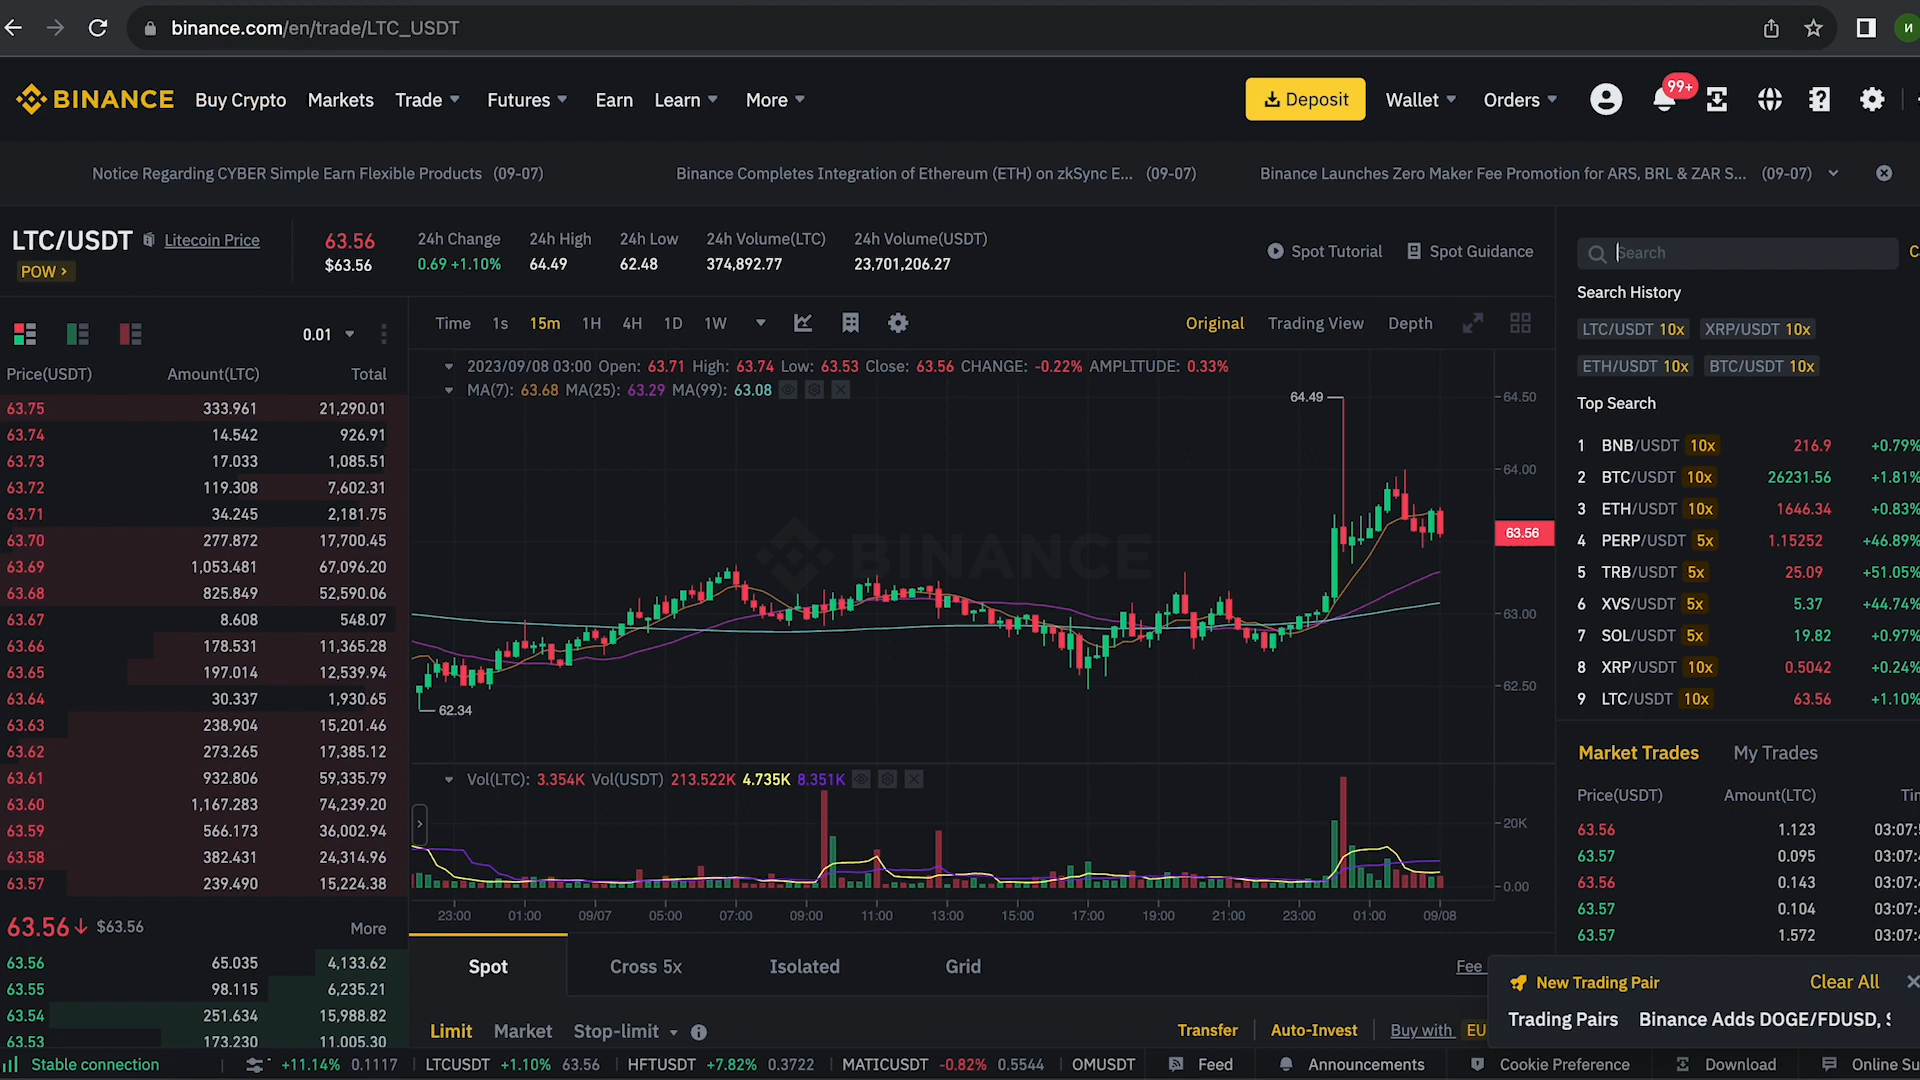 binance.com/en/trade/LTC_USDT
И
BINANCE Buy Crypto Markets Trade Futures Earn Learn More Deposit Wallet Orders 99+
Notice Regarding CYBER Simple Earn Flexible Products (09-07) Binance Completes Integration of Ethereum (ETH) on zkSync E... (09-07) Binance Launches Zero Maker Fee Promotion for ARS, BRL & ZAR S... (09-07)
LTC/USDT Litecoin Price
POW >
63.56
$63.56
24h Change
0.69 +1.10%
24h High
64.49
24h Low
62.48
24h Volume(LTC)
374,892.77
24h Volume(USDT)
23,701,206.27
Spot Tutorial Spot Guidance
0.01
Price(USDT) Amount(LTC) Total
63.75 333.961 21,290.01
63.74 14.542 926.91
63.73 17.033 1,085.51
63.72 119.308 7,602.31
63.71 34.245 2,181.75
63.70 277.872 17,700.45
63.69 1,053.481 67,096.20
63.68 825.849 52,590.06
63.67 8.608 548.07
63.66 178.531 11,365.28
63.65 197.014 12,539.94
63.64 30.337 1,930.65
63.63 238.904 15,201.46
63.62 273.265 17,385.12
63.61 932.806 59,335.79
63.60 1,167.283 74,239.20
63.59 566.173 36,002.94
63.58 382.431 24,314.96
63.57 239.490 15,224.38
63.56 $63.56 More
63.56 65.035 4,133.62
63.55 98.115 6,235.21
63.54 251.634 15,988.82
63.53 173.230 11,005.30
Time 1s 15m 1H 4H 1D 1W Original Trading View Depth
2023/09/08 03:00 Open: 63.71 High: 63.74 Low: 63.53 Close: 63.56 CHANGE: -0.22% AMPLITUDE: 0.33%
MA(7): 63.68 MA(25): 63.29 MA(99): 63.08
64.49
64.50
64.00
BINANCE
63.56
63.00
62.50
62.34
Vol(LTC): 3.354K Vol(USDT) 213.522K 4.735K 8.351K
20K
0.00
23:00 01:00 09/07 05:00 07:00 09:00 11:00 13:00 15:00 17:00 19:00 21:00 23:00 01:00 09/08
Spot Cross 5x Isolated Grid Fee
Limit Market Stop-limit Transfer Auto-Invest Buy with EU
Search
Search History
LTC/USDT 10x XRP/USDT 10x
ETH/USDT 10x BTC/USDT 10x
Top Search
1 BNB/USDT 10x 216.9 +0.79%
2 BTC/USDT 10x 26231.56 +1.81%
3 ETH/USDT 10x 1646.34 +0.83%
4 PERP/USDT 5x 1.15252 +46.89%
5 TRB/USDT 5x 25.09 +51.05%
6 XVS/USDT 5x 5.37 +44.74%
7 SOL/USDT 5x 19.82 +0.97%
8 XRP/USDT 10x 0.5042 +0.24%
9 LTC/USDT 10x 63.56 +1.10%
Market Trades My Trades
Price(USDT) Amount(LTC)
63.56 1.123 03:07:
63.57 0.095 03:07:
63.56 0.143 03:07:
63.57 0.104 03:07:
63.57 1.572 03:07:
New Trading Pair Clear All
Trading Pairs Binance Adds DOGE/FDUSD,
Stable connection +11.14% 0.1117 LTCUSDT +1.10% 63.56 HFTUSDT +7.82% 0.3722 MATICUSDT -0.82% 0.5544 OMUSDT Feed Announcements Cookie Preference Download Online Su